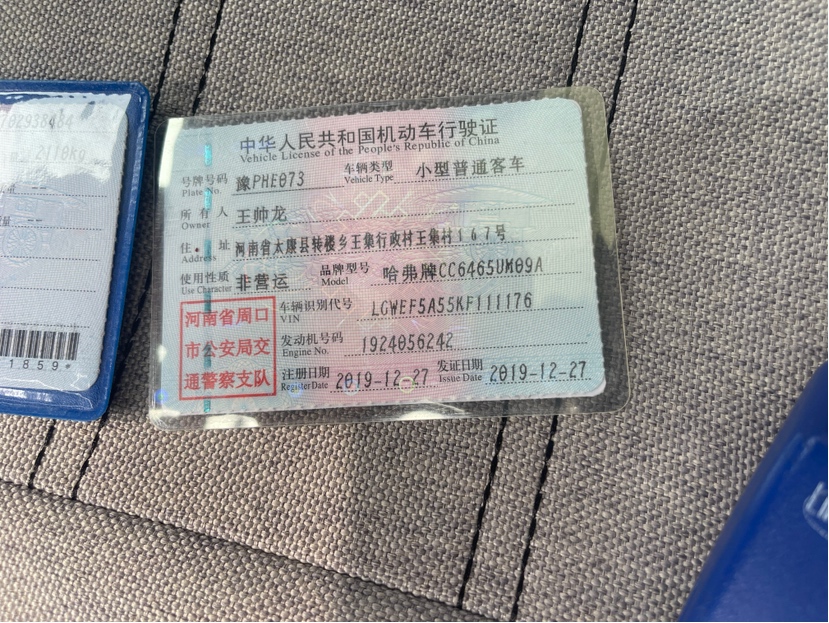 中华人民共和国机动车行驶证
Vehicle License of the People's Republic of China
号牌号码 豫PHE073 车辆类型 小型普通客车
Plate No. Vehicle Type
所有人 王帅龙
Owner
住址 河南省太康县转楼乡王集行政村王集村167号
Address
使用性质 非营运 品牌型号 哈弗牌CC6465UM09A
Use Character Model
河南省周口
市公安局交
通警察支队
车辆识别代号 LGWEF5A55KF111176
VIN
发动机号码 1924056242
Engine No.
注册日期 2019-12-27 发证日期 2019-12-27
Register Date Issue Date
702938484
2110kg
1859*